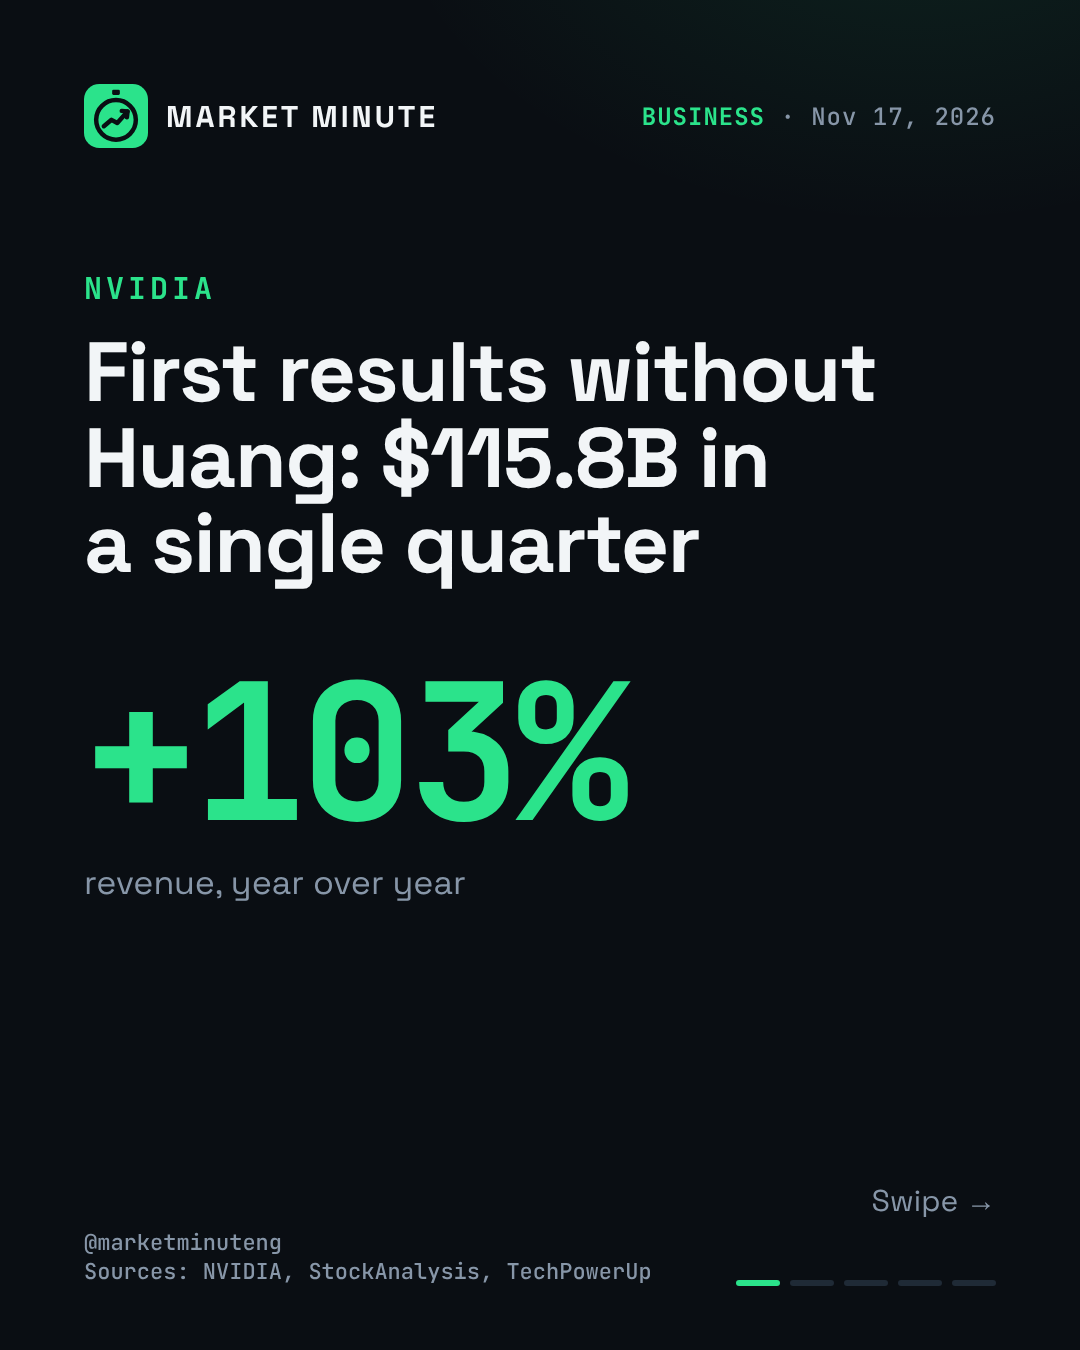 MARKET MINUTE
BUSINESS · Nov 17, 2026
NVIDIA
First results without
Huang: $115.8B in
a single quarter
+103%
revenue, year over year
Swipe →
@marketminuteng
Sources: NVIDIA, StockAnalysis, TechPowerUp